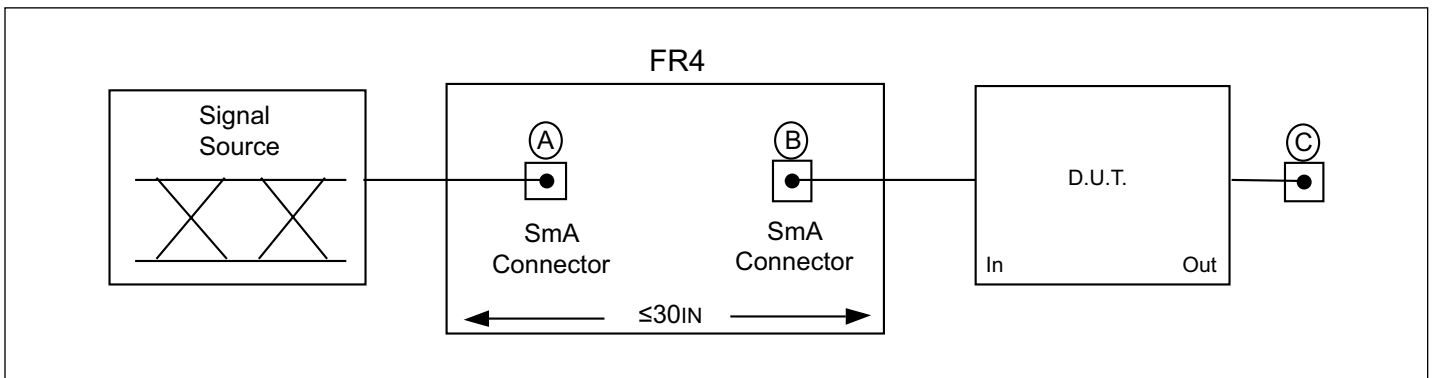 FR4
Signal
Source
A
SmA
Connector
B
SmA
Connector
≤30IN
D.U.T.
In
Out
C